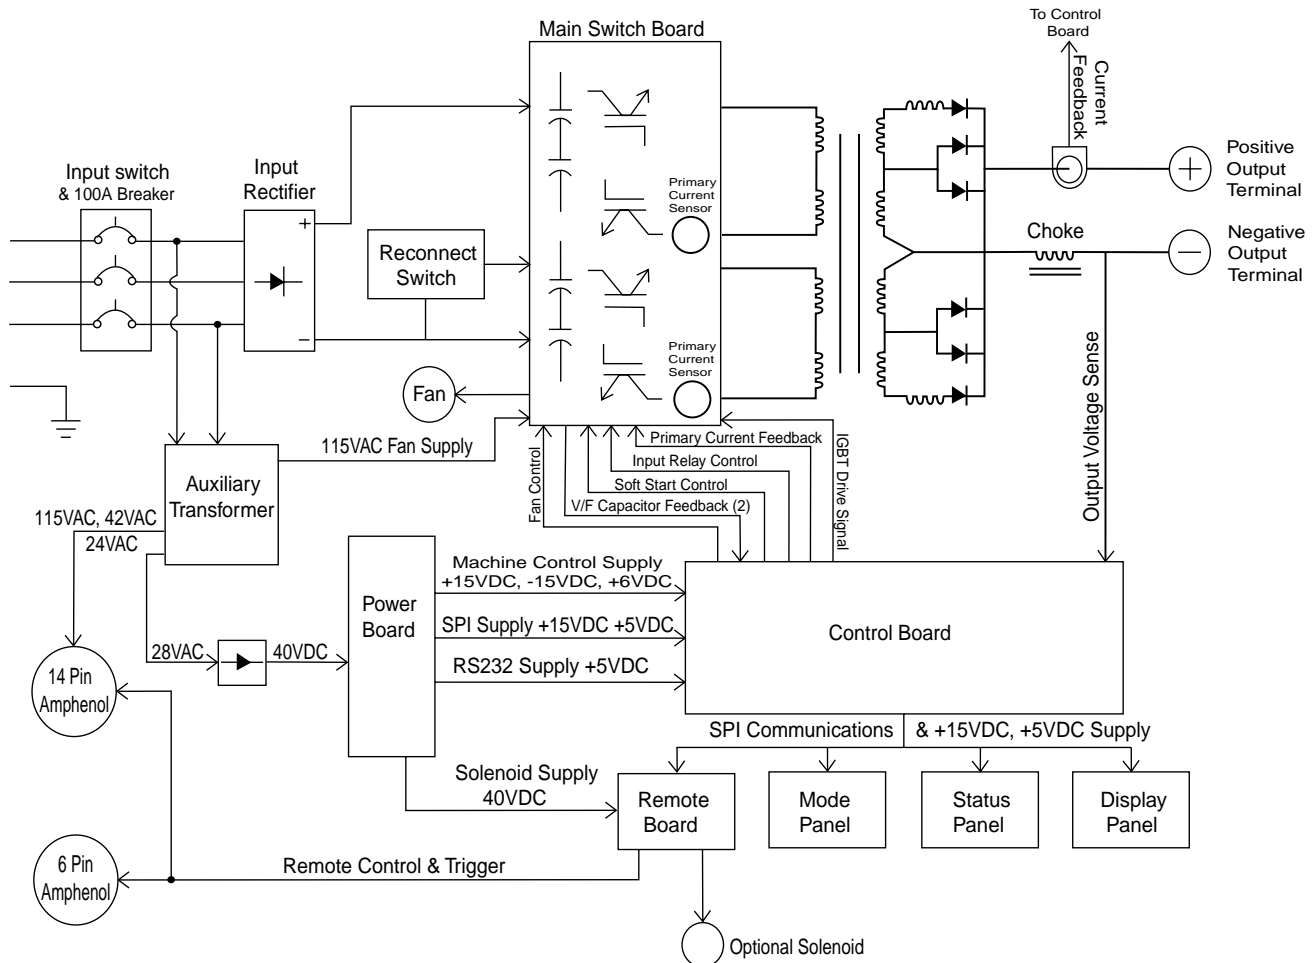 To Control
Board
Main Switch Board
Current
Feedback
Input switch
& 100A Breaker
Input
Rectifier
+
−
Primary
Current
Sensor
+
Positive
Output
Terminal
Reconnect
Switch
Choke
−
Negative
Output
Terminal
Primary
Current
Sensor
Fan
115VAC Fan Supply
Fan Control
Primary Current Feedback
Input Relay Control
Soft Start Control
V/F Capacitor Feedback (2)
IGBT Drive Signal
Output Voltage Sense
Auxiliary
Transformer
115VAC, 42VAC
24VAC
28VAC
40VDC
Power
Board
Machine Control Supply
+15VDC, -15VDC, +6VDC
SPI Supply +15VDC +5VDC
RS232 Supply +5VDC
Control Board
14 Pin
Amphenol
SPI Communications & +15VDC, +5VDC Supply
Solenoid Supply
40VDC
Remote
Board
Mode
Panel
Status
Panel
Display
Panel
6 Pin
Amphenol
Remote Control & Trigger
Optional Solenoid